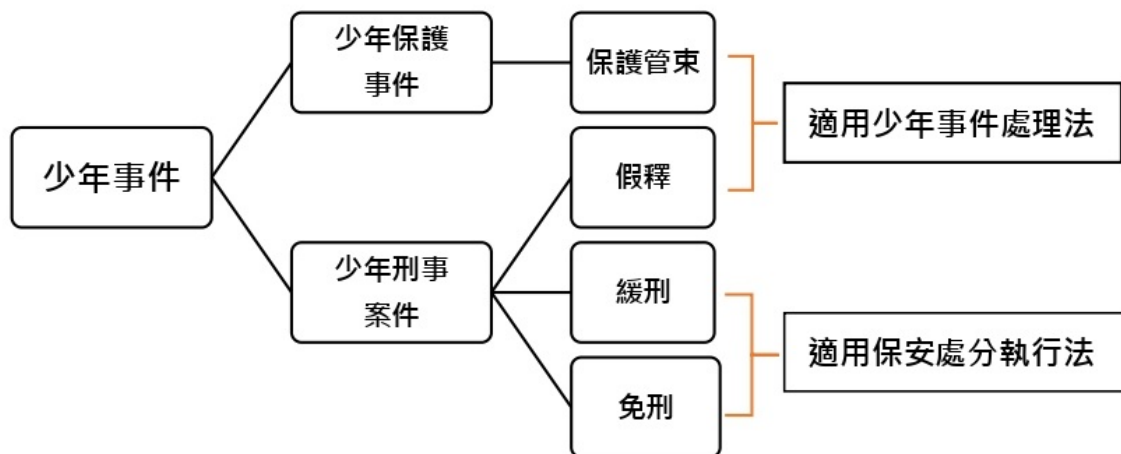 少年事件
少年保護
事件
少年刑事
案件
保護管束
假釋
緩刑
免刑
適用少年事件處理法
適用保安處分執行法